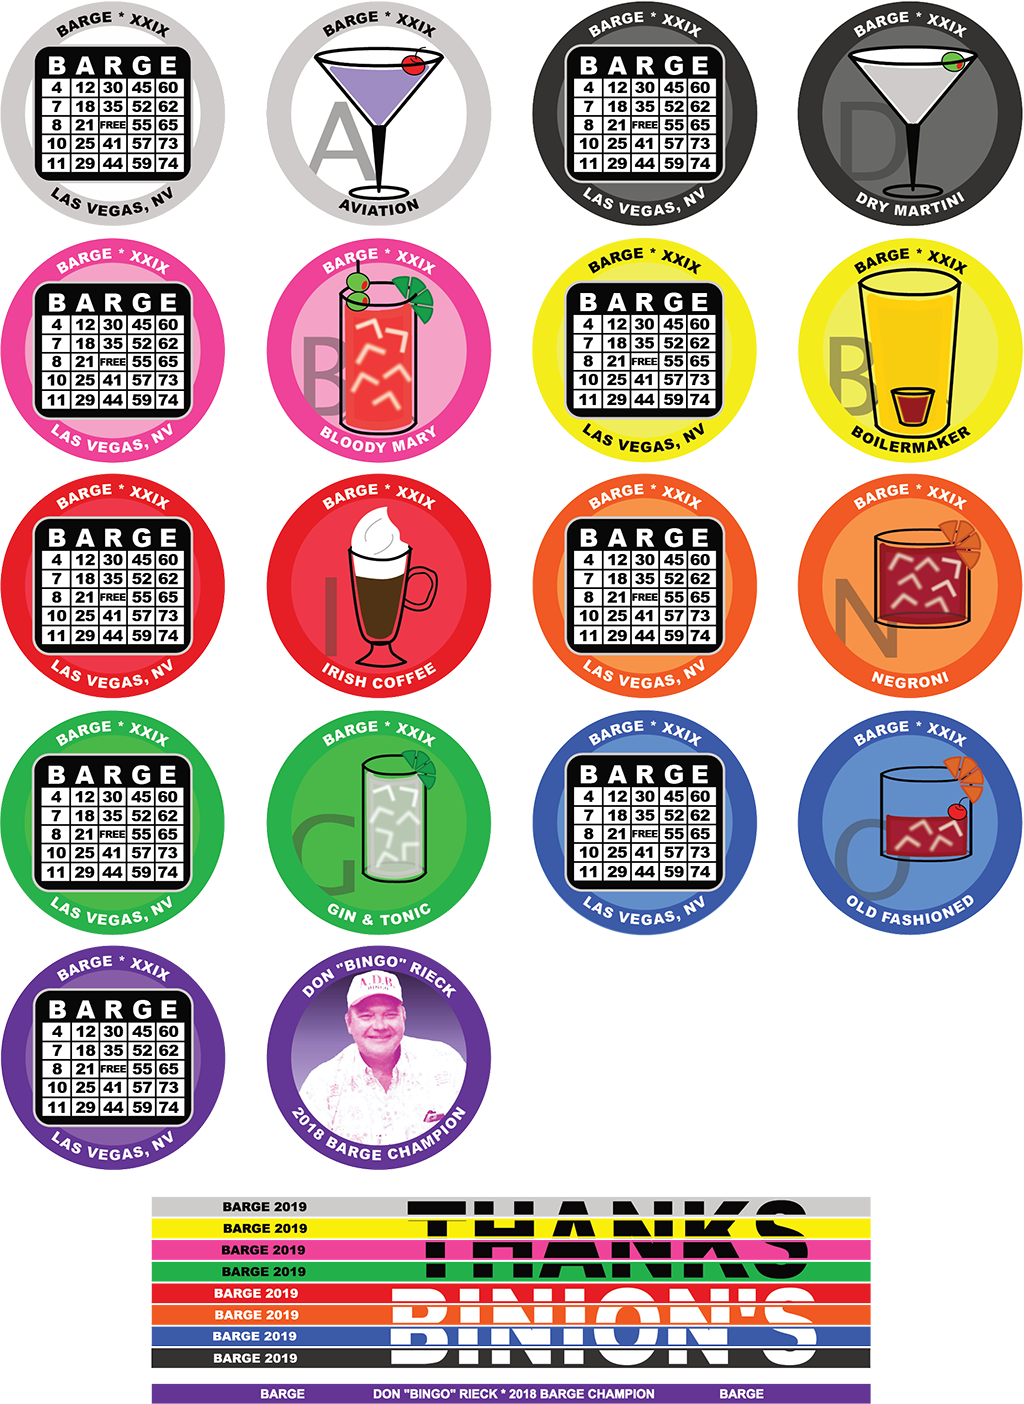 BARGE * XXIX
B A R G E
4 12 30 45 60
7 18 35 52 62
8 21 FREE 55 65
10 25 41 57 73
11 29 44 59 74
LAS VEGAS, NV
BARGE * XXIX
A
AVIATION
BARGE * XXIX
B A R G E
4 12 30 45 60
7 18 35 52 62
8 21 FREE 55 65
10 25 41 57 73
11 29 44 59 74
LAS VEGAS, NV
BARGE * XXIX
D
DRY MARTINI
BARGE * XXIX
B A R G E
4 12 30 45 60
7 18 35 52 62
8 21 FREE 55 65
10 25 41 57 73
11 29 44 59 74
LAS VEGAS, NV
BARGE * XXIX
B
BLOODY MARY
BARGE * XXIX
B A R G E
4 12 30 45 60
7 18 35 52 62
8 21 FREE 55 65
10 25 41 57 73
11 29 44 59 74
LAS VEGAS, NV
BARGE * XXIX
B
BOILERMAKER
BARGE * XXIX
B A R G E
4 12 30 45 60
7 18 35 52 62
8 21 FREE 55 65
10 25 41 57 73
11 29 44 59 74
LAS VEGAS, NV
BARGE * XXIX
I
IRISH COFFEE
BARGE * XXIX
B A R G E
4 12 30 45 60
7 18 35 52 62
8 21 FREE 55 65
10 25 41 57 73
11 29 44 59 74
LAS VEGAS, NV
BARGE * XXIX
N
NEGRONI
BARGE * XXIX
B A R G E
4 12 30 45 60
7 18 35 52 62
8 21 FREE 55 65
10 25 41 57 73
11 29 44 59 74
LAS VEGAS, NV
BARGE * XXIX
G
GIN & TONIC
BARGE * XXIX
B A R G E
4 12 30 45 60
7 18 35 52 62
8 21 FREE 55 65
10 25 41 57 73
11 29 44 59 74
LAS VEGAS, NV
BARGE * XXIX
O
OLD FASHIONED
BARGE * XXIX
B A R G E
4 12 30 45 60
7 18 35 52 62
8 21 FREE 55 65
10 25 41 57 73
11 29 44 59 74
LAS VEGAS, NV
DON "BINGO" RIECK
A.D.B.
2018 BARGE CHAMPION
BARGE 2019
BARGE 2019
BARGE 2019
BARGE 2019
THANKS
BARGE 2019
BARGE 2019
BARGE 2019
BARGE 2019
BINION'S
BARGE DON "BINGO" RIECK * 2018 BARGE CHAMPION BARGE